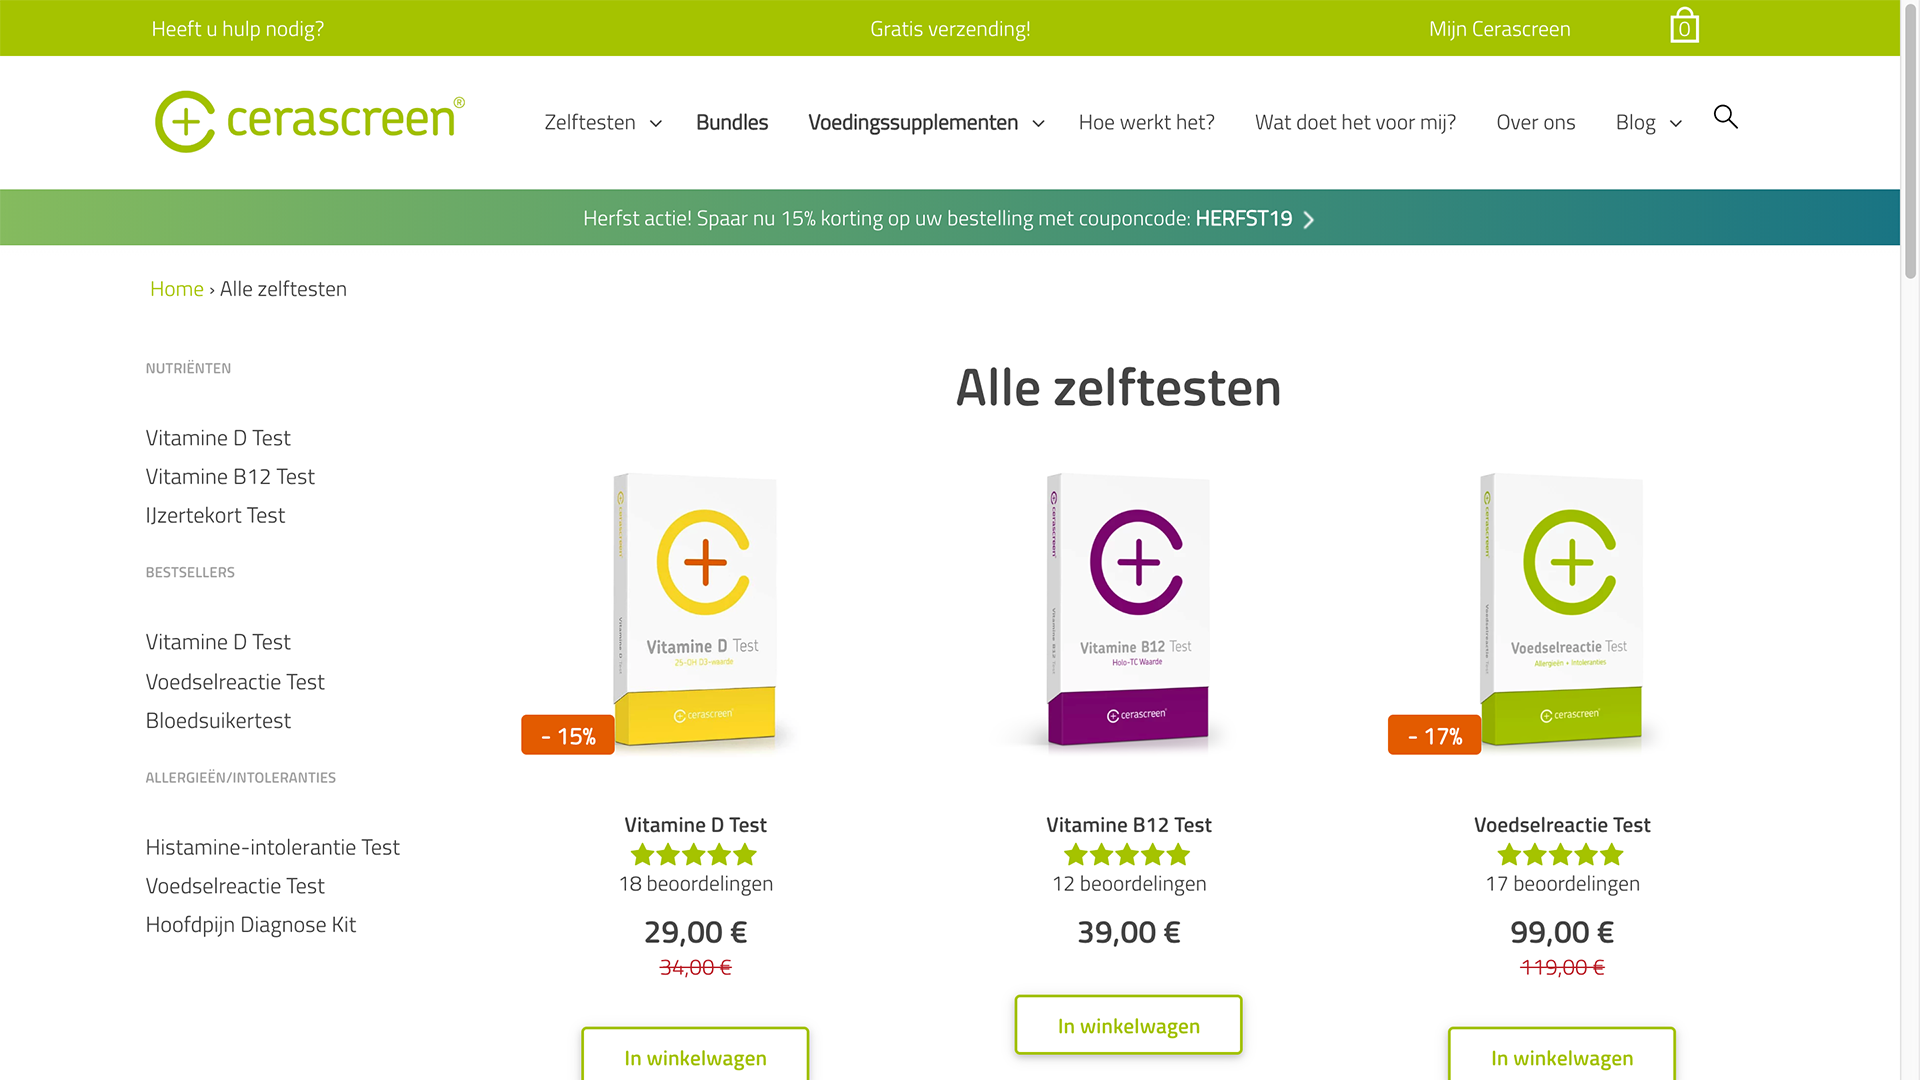 Heeft u hulp nodig?
Gratis verzending!
Mijn Cerascreen
0
cerascreen®
Zelftesten
Bundles
Voedingssupplementen
Hoe werkt het?
Wat doet het voor mij?
Over ons
Blog
Herfst actie! Spaar nu 15% korting op uw bestelling met couponcode: HERFST19
Home › Alle zelftesten
NUTRIËNTEN
Vitamine D Test
Vitamine B12 Test
IJzertekort Test
BESTSELLERS
Vitamine D Test
Voedselreactie Test
Bloedsuikertest
ALLERGIEËN/INTOLERANTIES
Histamine-intolerantie Test
Voedselreactie Test
Hoofdpijn Diagnose Kit
Alle zelftesten
Vitamine D Test
25-OH D3-waarde
cerascreen®
- 15%
Vitamine D Test
18 beoordelingen
29,00 €
34,00 €
In winkelwagen
Vitamine B12 Test
Holo-TC Waarde
cerascreen®
Vitamine B12 Test
12 beoordelingen
39,00 €
In winkelwagen
Voedselreactie Test
Allergieën + Intoleranties
cerascreen®
- 17%
Voedselreactie Test
17 beoordelingen
99,00 €
119,00 €
In winkelwagen